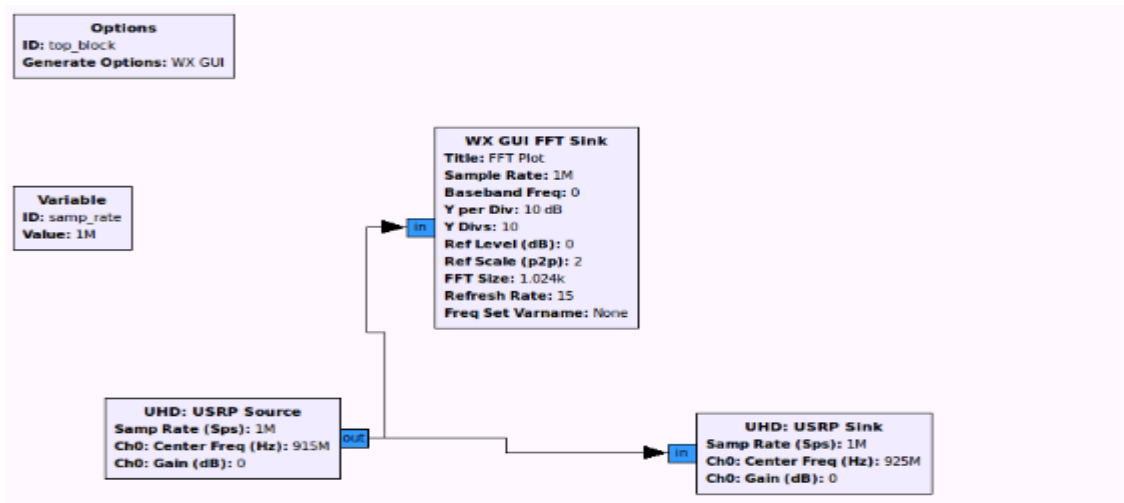 Options
ID: top_block
Generate Options: WX GUI
WX GUI FFT Sink
Title: FFT Plot
Sample Rate: 1M
Baseband Freq: 0
Y per Div: 10 dB
Y Divs: 10
Ref Level (dB): 0
Ref Scale (p2p): 2
FFT Size: 1.024k
Refresh Rate: 15
Freq Set Varname: None
in
Variable
ID: samp_rate
Value: 1M
UHD: USRP Source
Samp Rate (Sps): 1M
Ch0: Center Freq (Hz): 915M
Ch0: Gain (dB): 0
out
UHD: USRP Sink
Samp Rate (Sps): 1M
Ch0: Center Freq (Hz): 925M
Ch0: Gain (dB): 0
in